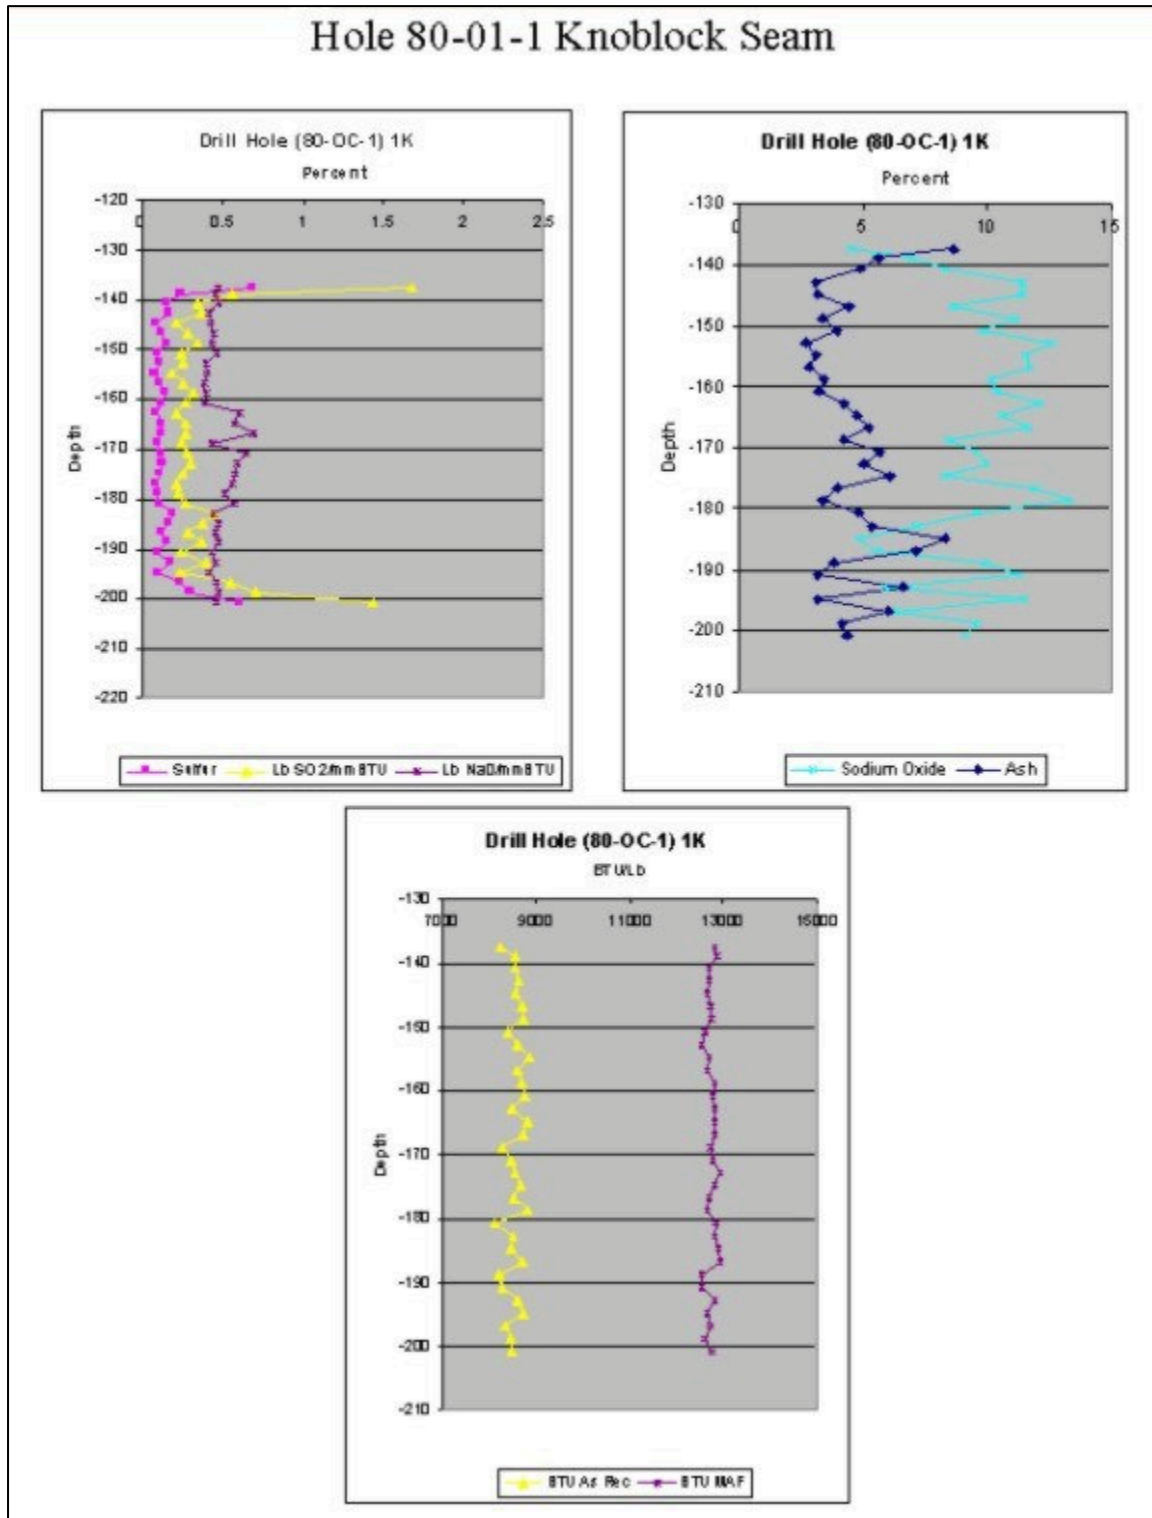 Hole 80-01-1 Knoblock Seam
Drill Hole (80-OC-1) 1K
Percent
-120
0 0.5 1 1.5 2 2.5
-130
-140
-150
-160
-170
-180
-190
-200
-210
-220
Depth
Sulfur Lb SO2/mmBTU Lb NaO/mmBTU
Drill Hole (80-OC-1) 1K
Percent
-130
0 5 10 15
-140
-150
-160
-170
-180
-190
-200
-210
Depth
Sodium Oxide Ash
Drill Hole (80-OC-1) 1K
BTU/Lb
-130
7000 9000 11000 13000 15000
-140
-150
-160
-170
-180
-190
-200
-210
Depth
BTU As Rec BTU MAF